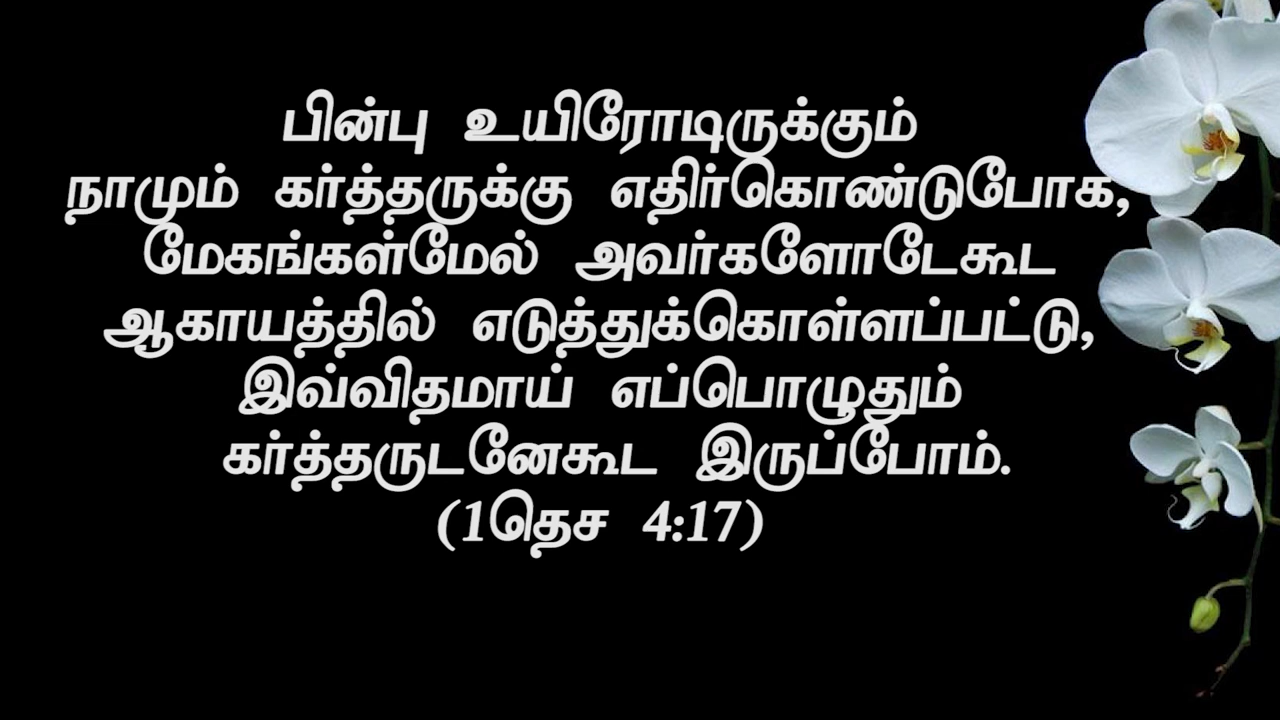 பின்பு உயிரோடிருக்கும்
நாமும் கர்த்தருக்கு எதிர்கொண்டுபோக,
மேகங்கள்மேல் அவர்களோடேகூட
ஆகாயத்தில் எடுத்துக்கொள்ளப்பட்டு,
இவ்விதமாய் எப்பொழுதும்
கர்த்தருடனேகூட இருப்போம்.
(1தெச 4:17)